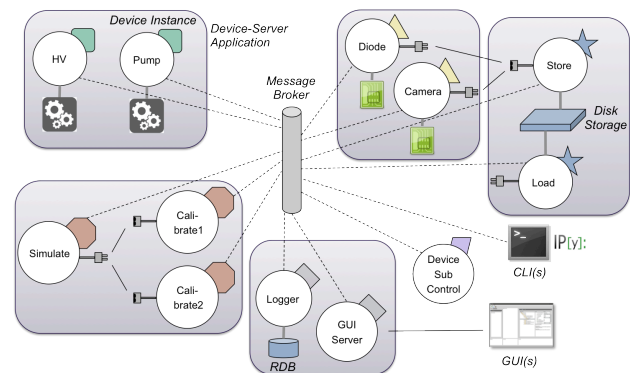 Device Instance
Device-Server
Application
HV
Pump
Message
Broker
Diode
Camera
Store
Disk
Storage
Load
Simulate
Cali-
brate1
Cali-
brate2
Logger
RDB
GUI
Server
Device
Sub
Control
>_
IP[y]:
CLI(s)
GUI(s)